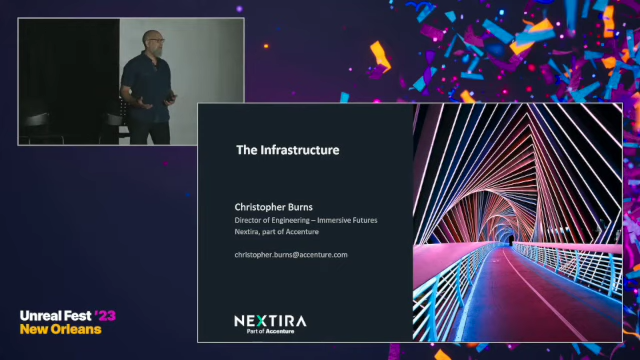 The Infrastructure
Christopher Burns
Director of Engineering – Immersive Futures
Nextira, part of Accenture
christopher.burns@accenture.com
NEXTIRA
Part of Accenture
Unreal Fest '23
New Orleans